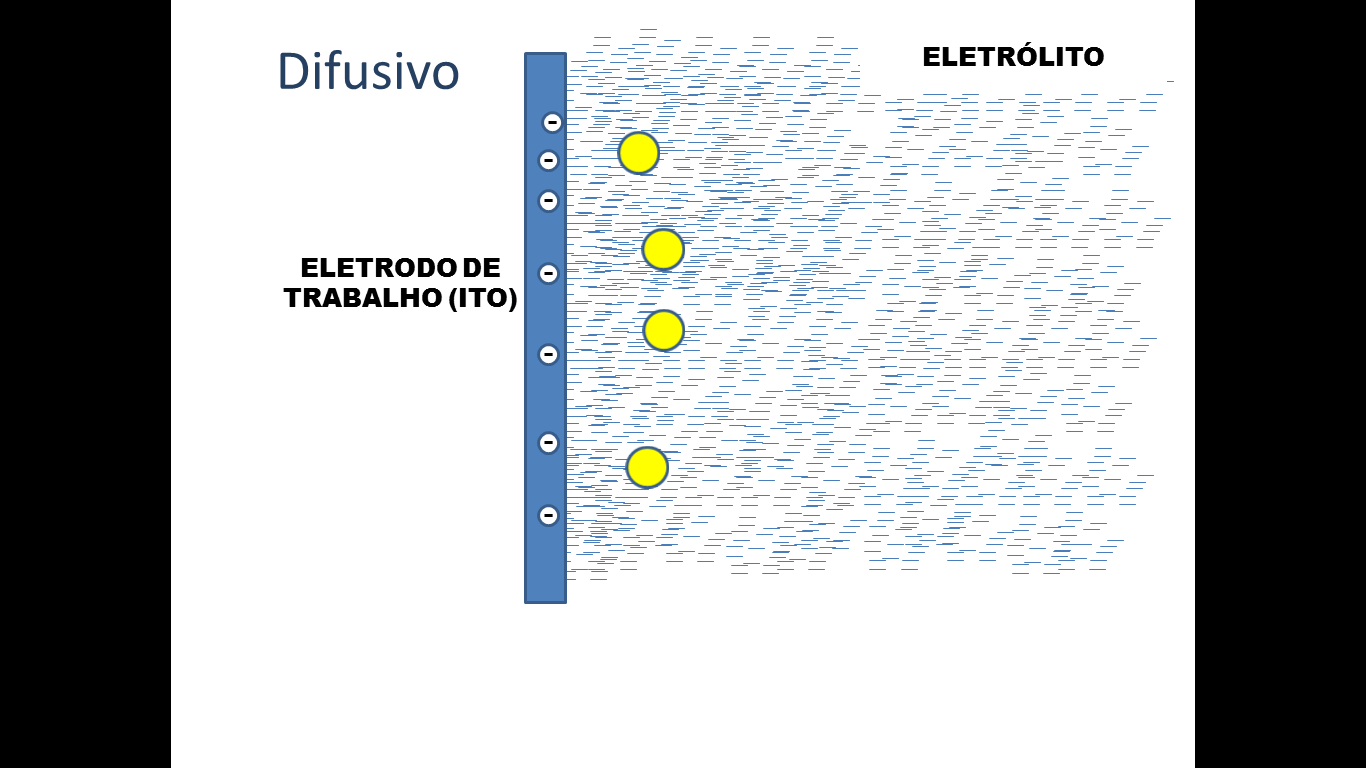 Difusivo
ELETRÓLITO
ELETRODO DE
TRABALHO (ITO)
-
-
-
-
-
-
-